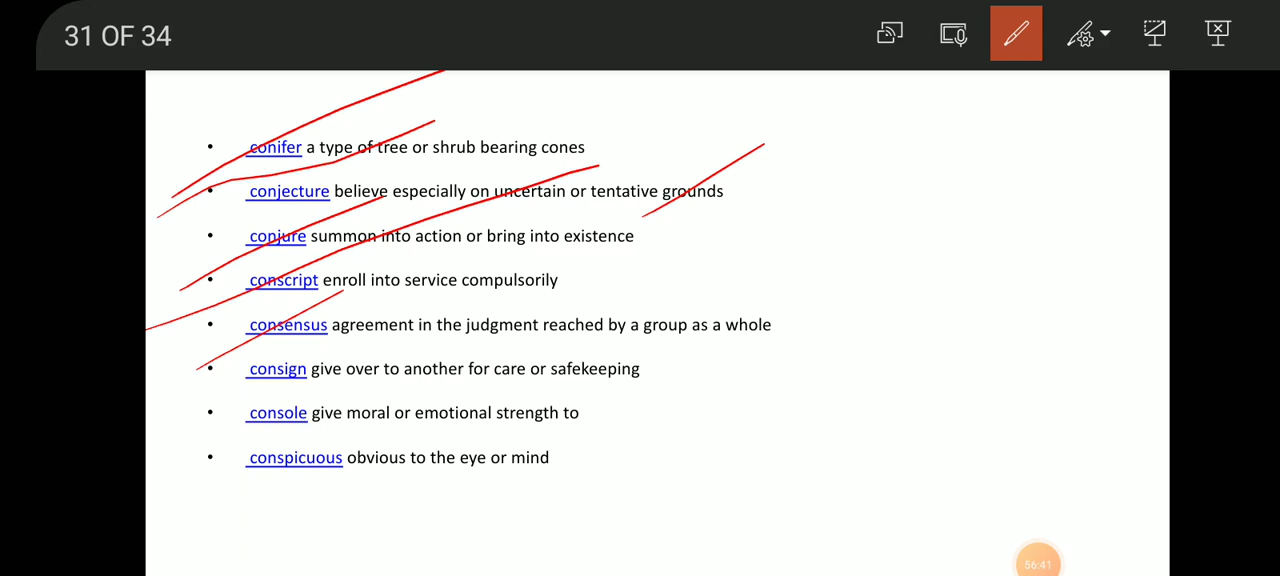 31 OF 34
• conifer a type of tree or shrub bearing cones
• conjecture believe especially on uncertain or tentative grounds
• conjure summon into action or bring into existence
• conscript enroll into service compulsorily
• consensus agreement in the judgment reached by a group as a whole
• consign give over to another for care or safekeeping
• console give moral or emotional strength to
• conspicuous obvious to the eye or mind
56:41